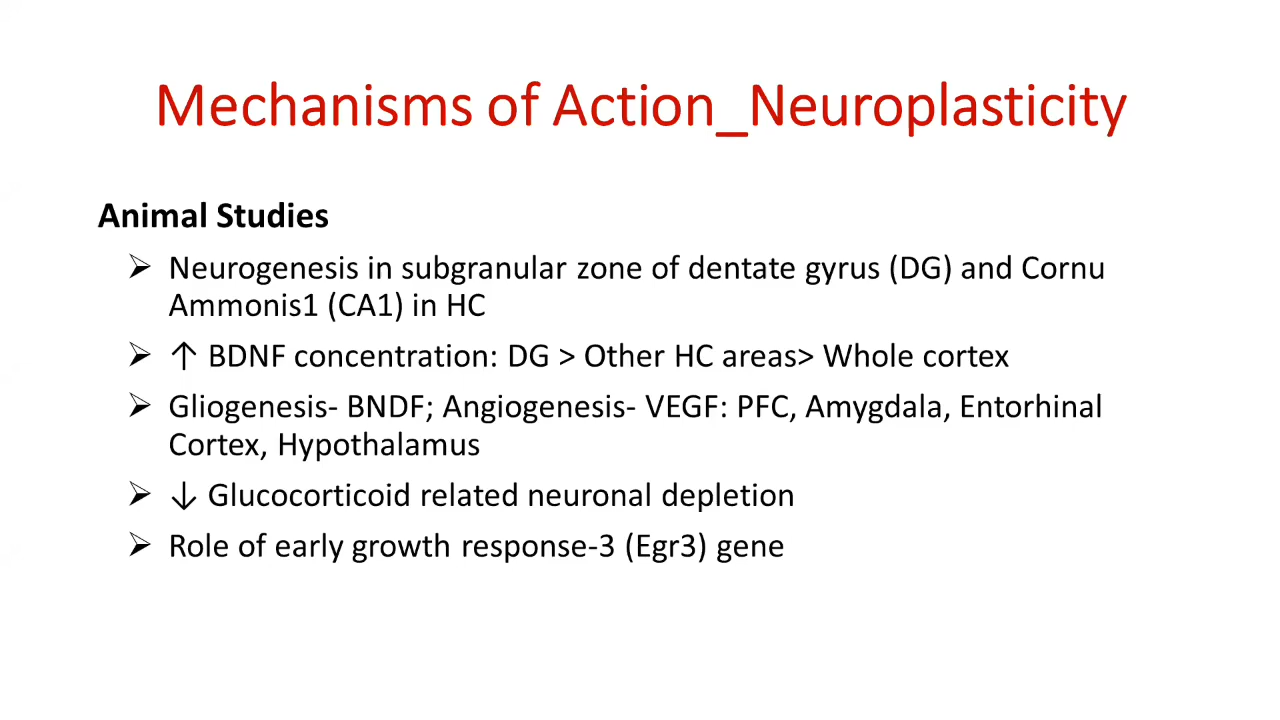 Mechanisms of Action_Neuroplasticity
Animal Studies
➢ Neurogenesis in subgranular zone of dentate gyrus (DG) and Cornu
Ammonis1 (CA1) in HC
➢ ↑ BDNF concentration: DG > Other HC areas> Whole cortex
➢ Gliogenesis- BNDF; Angiogenesis- VEGF: PFC, Amygdala, Entorhinal
Cortex, Hypothalamus
➢ ↓ Glucocorticoid related neuronal depletion
➢ Role of early growth response-3 (Egr3) gene